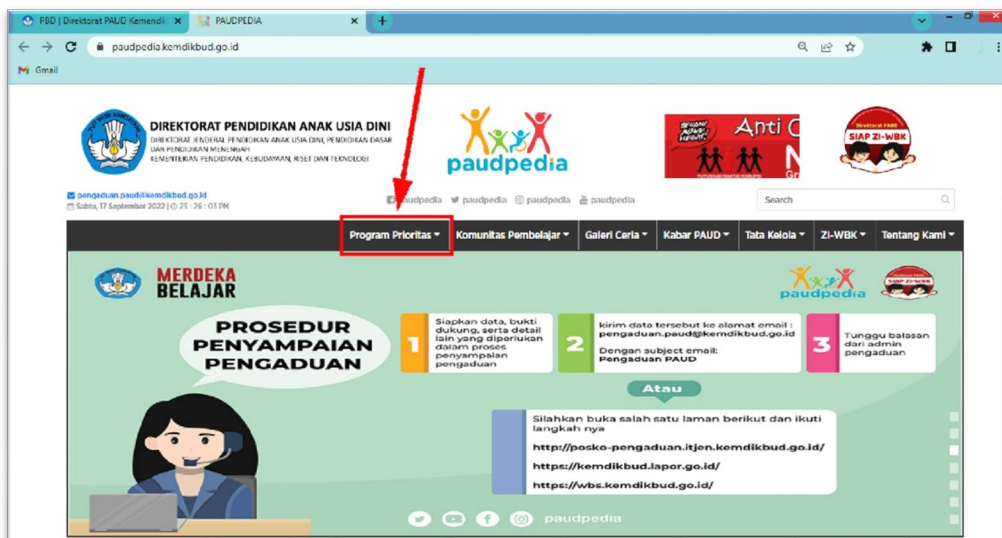 PBD | Direktorat PAUD Kemendik
PAUDPEDIA
paudpedia.kemdikbud.go.id
Gmail
DIREKTORAT PENDIDIKAN ANAK USIA DINI
DIREKTORAT JENDERAL PENDIDIKAN ANAK USIA DINI, PENDIDIKAN DASAR
DAN PENDIDIKAN MENENGAH
KEMENTERIAN PENDIDIKAN, KEBUDAYAAN, RISET DAN TEKNOLOGI
paudpedia
Anti
SIAP ZI-WBK
pengaduan.paud@kemdikbud.go.id
Sabtu, 17 September 2022 | 23 : 26 : 03 PM
paudpedia paudpedia paudpedia paudpedia
Search
Program Prioritas Komunitas Pembelajar Galeri Ceria Kabar PAUD Tata Kelola ZI-WBK Tentang Kami
MERDEKA
BELAJAR
paudpedia
SIAP ZI-WBK
PROSEDUR
PENYAMPAIAN
PENGADUAN
1
Siapkan data, bukti
dukung, serta detail
lain yang diperlukan
dalam proses
penyampaian
pengaduan
2
kirim data
tersebut ke alamat email :
pengaduan.paud@kemdikbud.go.id
Dengan subject email:
Pengaduan PAUD
3
Tunggu balasan
dari admin
pengaduan
Atau
Silahkan buka salah satu laman berikut dan ikuti
langkah nya
http://posko-pengaduan.itjen.kemdikbud.go.id/
https://kemdikbud.lapor.go.id/
https://wbs.kemdikbud.go.id/
paudpedia